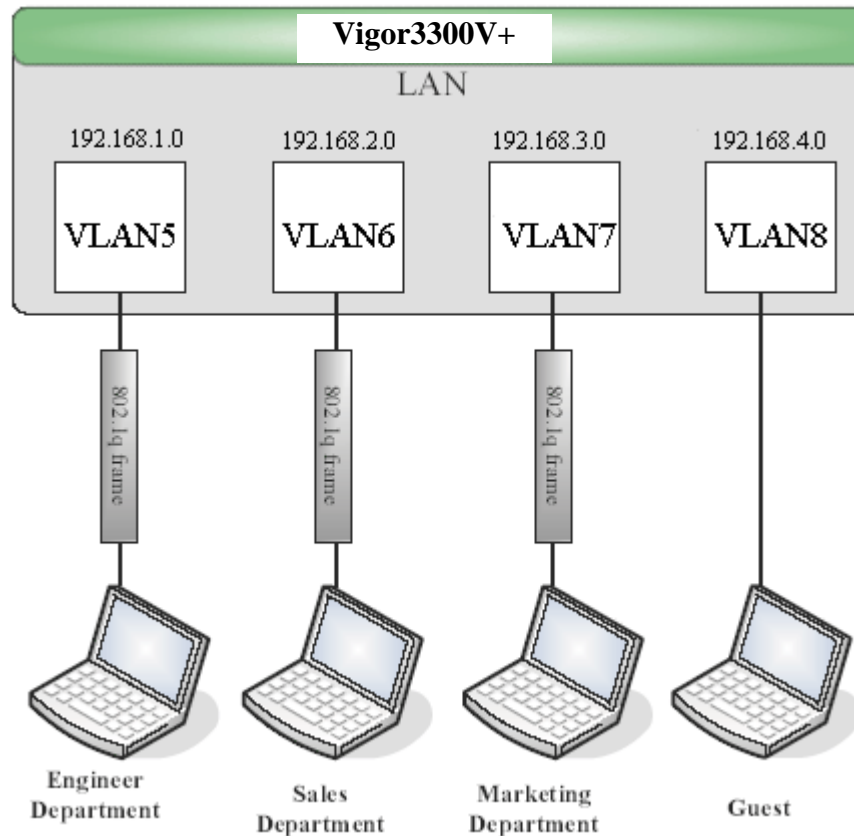 Vigor3300V+
LAN
192.168.1.0
192.168.2.0
192.168.3.0
192.168.4.0
VLAN5
VLAN6
VLAN7
VLAN8
802.1q frame
802.1q frame
802.1q frame
Engineer
Department
Sales
Department
Marketing
Department
Guest